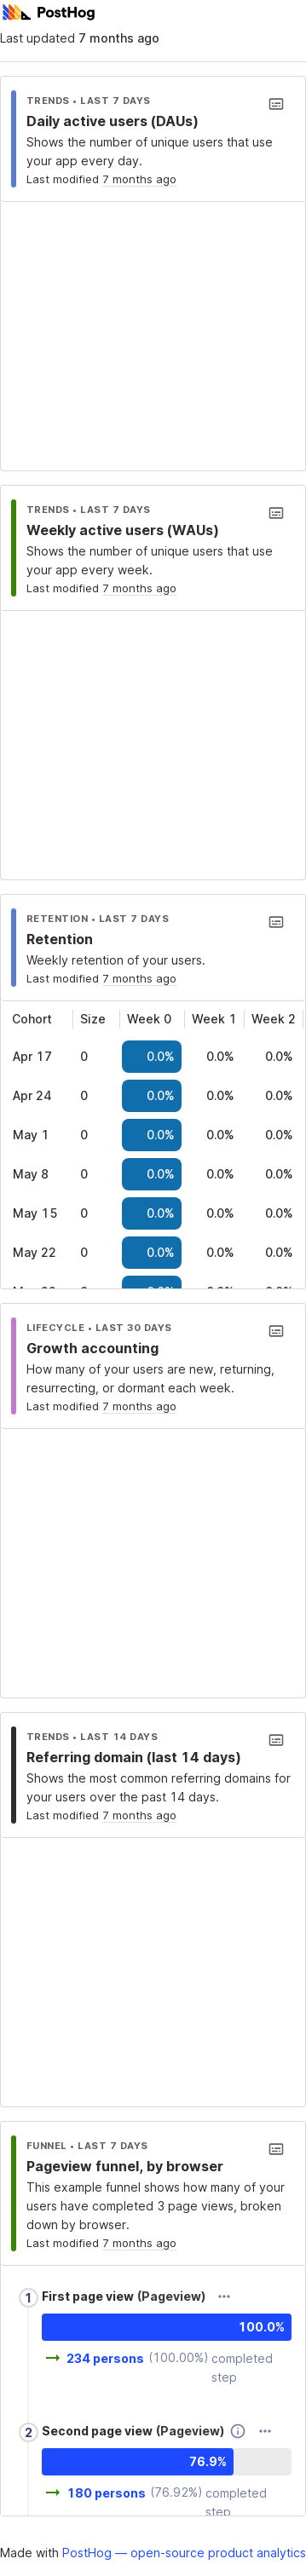 PostHog
Last updated 7 months ago
TRENDS • LAST 7 DAYS
Daily active users (DAUs)
Shows the number of unique users that use
your app every day.
Last modified 7 months ago
TRENDS • LAST 7 DAYS
Weekly active users (WAUs)
Shows the number of unique users that use
your app every week.
Last modified 7 months ago
RETENTION • LAST 7 DAYS
Retention
Weekly retention of your users.
Last modified 7 months ago
Cohort Size Week 0 Week 1 Week 2
Apr 17 0 0.0% 0.0% 0.0%
Apr 24 0 0.0% 0.0% 0.0%
May 1 0 0.0% 0.0% 0.0%
May 8 0 0.0% 0.0% 0.0%
May 15 0 0.0% 0.0% 0.0%
May 22 0 0.0% 0.0% 0.0%
LIFECYCLE • LAST 30 DAYS
Growth accounting
How many of your users are new, returning,
resurrecting, or dormant each week.
Last modified 7 months ago
TRENDS • LAST 14 DAYS
Referring domain (last 14 days)
Shows the most common referring domains for
your users over the past 14 days.
Last modified 7 months ago
FUNNEL • LAST 7 DAYS
Pageview funnel, by browser
This example funnel shows how many of your
users have completed 3 page views, broken
down by browser.
Last modified 7 months ago
1 First page view (Pageview)
100.0%
234 persons (100.00%) completed
step
2 Second page view (Pageview)
76.9%
180 persons (76.92%) completed
step
Made with PostHog — open-source product analytics